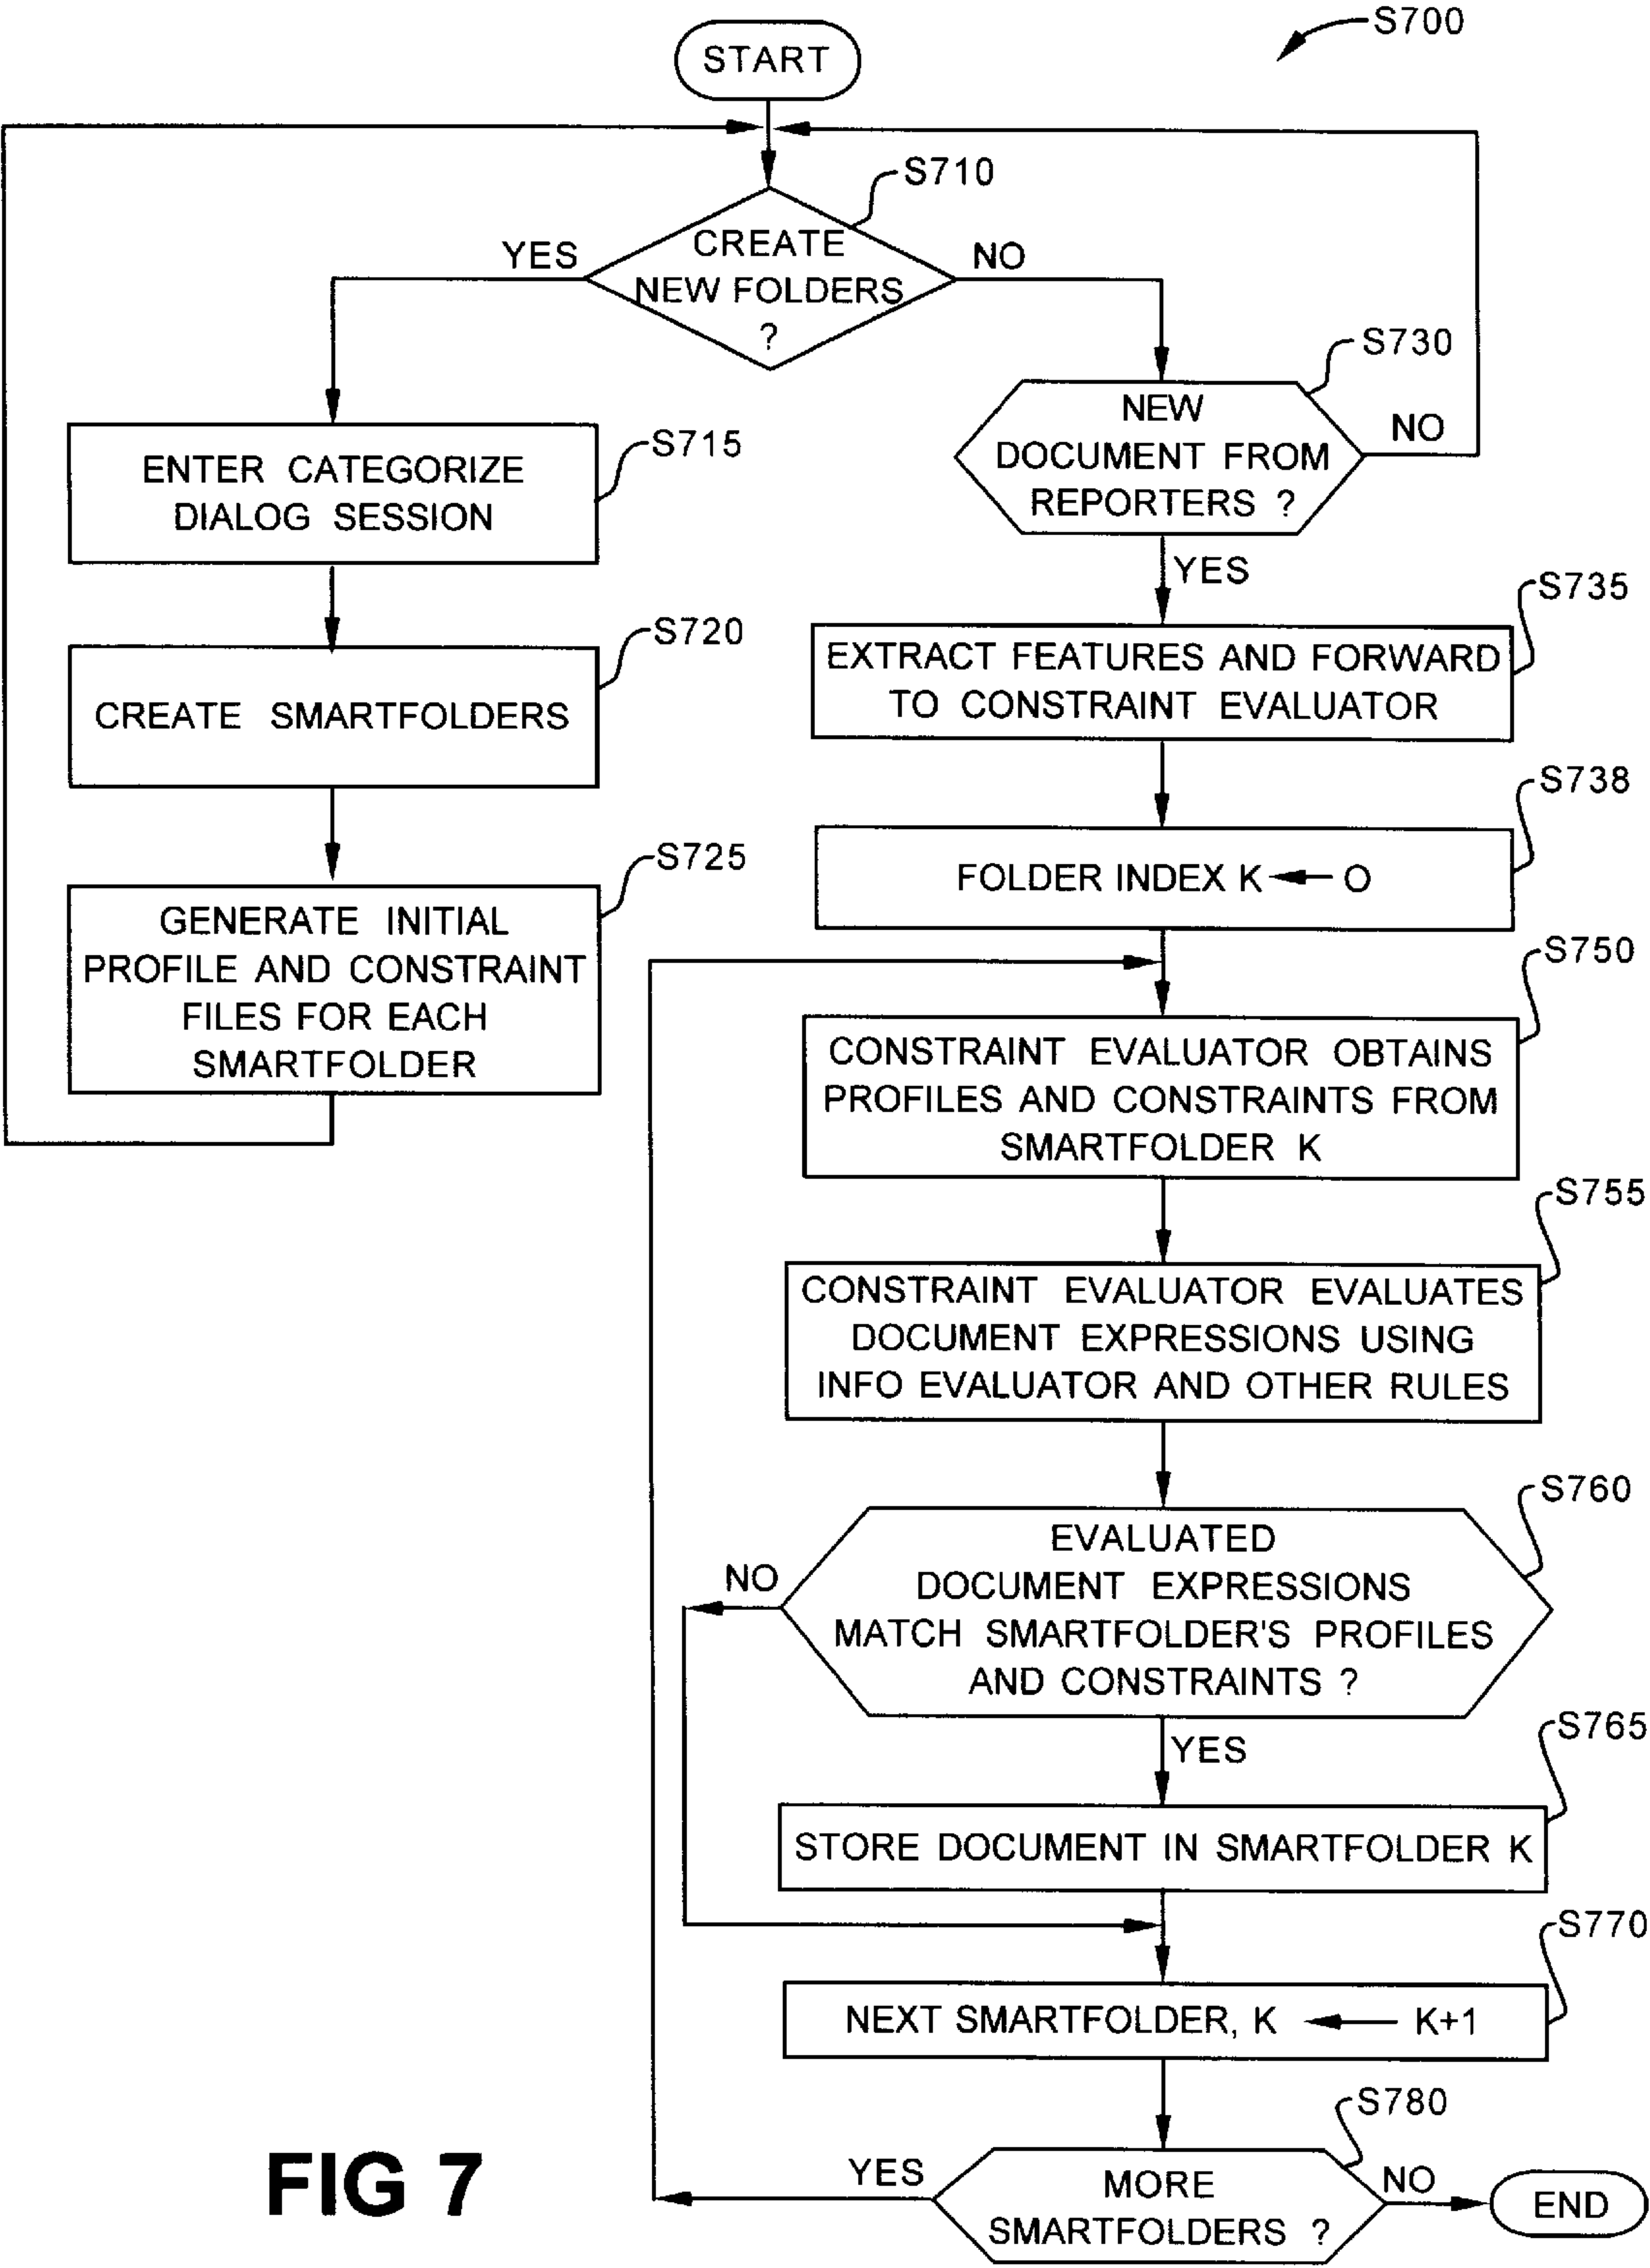 S700
START
S710
CREATE
NEW FOLDERS
?
YES
NO
S730
NEW
DOCUMENT FROM
REPORTERS ?
NO
YES
S715
ENTER CATEGORIZE
DIALOG SESSION
S720
CREATE SMARTFOLDERS
S725
GENERATE INITIAL
PROFILE AND CONSTRAINT
FILES FOR EACH
SMARTFOLDER
S735
EXTRACT FEATURES AND FORWARD
TO CONSTRAINT EVALUATOR
S738
FOLDER INDEX K ← O
S750
CONSTRAINT EVALUATOR OBTAINS
PROFILES AND CONSTRAINTS FROM
SMARTFOLDER K
S755
CONSTRAINT EVALUATOR EVALUATES
DOCUMENT EXPRESSIONS USING
INFO EVALUATOR AND OTHER RULES
S760
EVALUATED
DOCUMENT EXPRESSIONS
MATCH SMARTFOLDER'S PROFILES
AND CONSTRAINTS ?
NO
YES
S765
STORE DOCUMENT IN SMARTFOLDER K
S770
NEXT SMARTFOLDER, K ← K+1
S780
MORE
SMARTFOLDERS ?
YES
NO
END
FIG 7